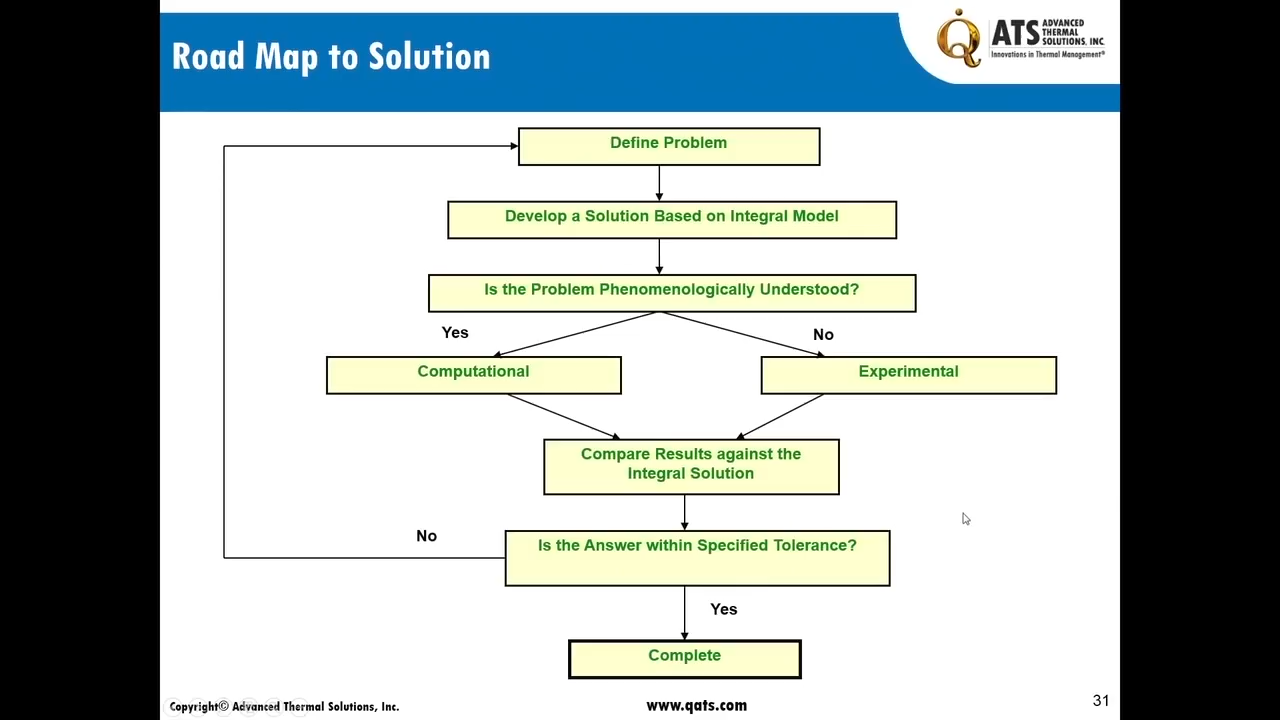 Road Map to Solution
ATS ADVANCED THERMAL SOLUTIONS, INC.
Innovations in Thermal Management®
Define Problem
Develop a Solution Based on Integral Model
Is the Problem Phenomenologically Understood?
Yes
No
Computational
Experimental
Compare Results against the
Integral Solution
No
Is the Answer within Specified Tolerance?
Yes
Complete
Copyright© Advanced Thermal Solutions, Inc.
www.qats.com
31